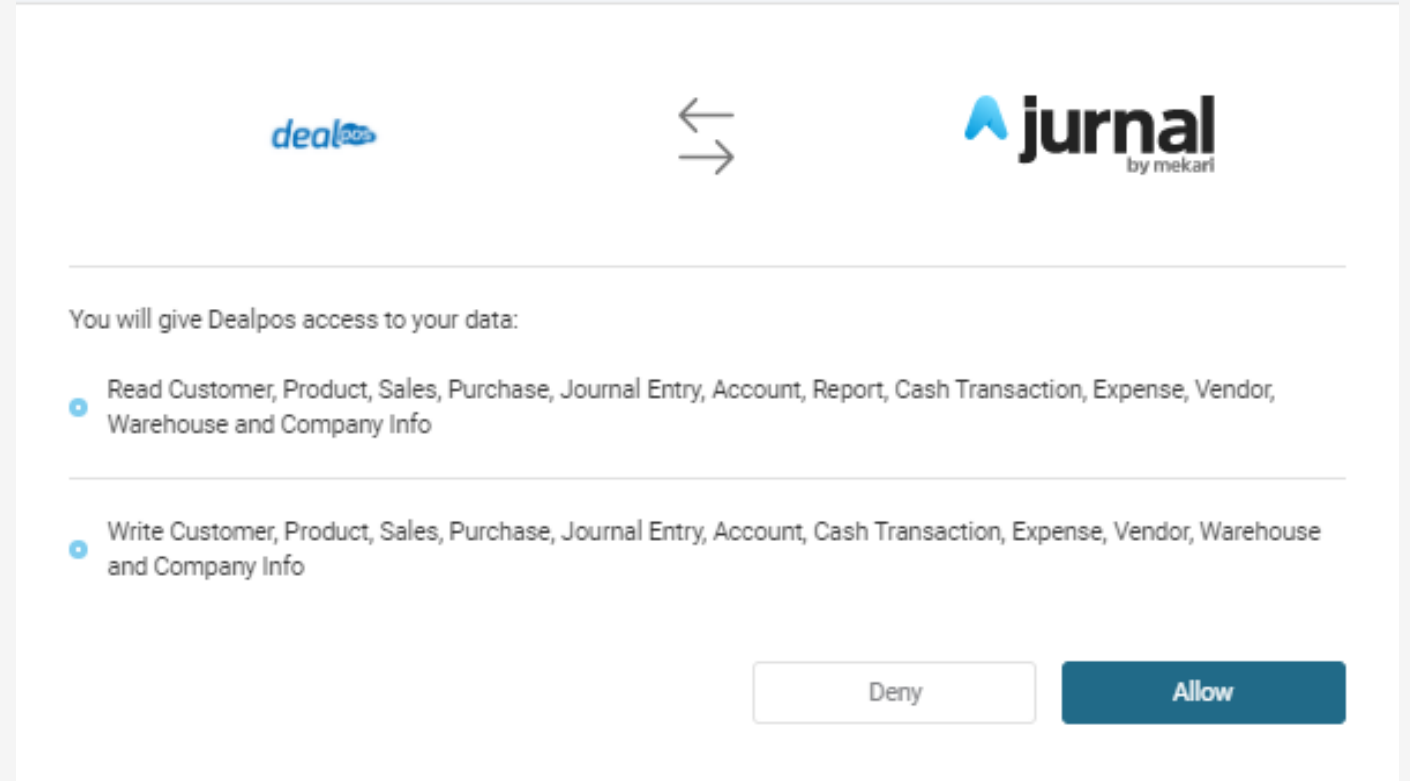 dealpos
jurnal
by mekari
You will give Dealpos access to your data:
Read Customer, Product, Sales, Purchase, Journal Entry, Account, Report, Cash Transaction, Expense, Vendor,
Warehouse and Company Info
Write Customer, Product, Sales, Purchase, Journal Entry, Account, Cash Transaction, Expense, Vendor, Warehouse
and Company Info
Deny
Allow